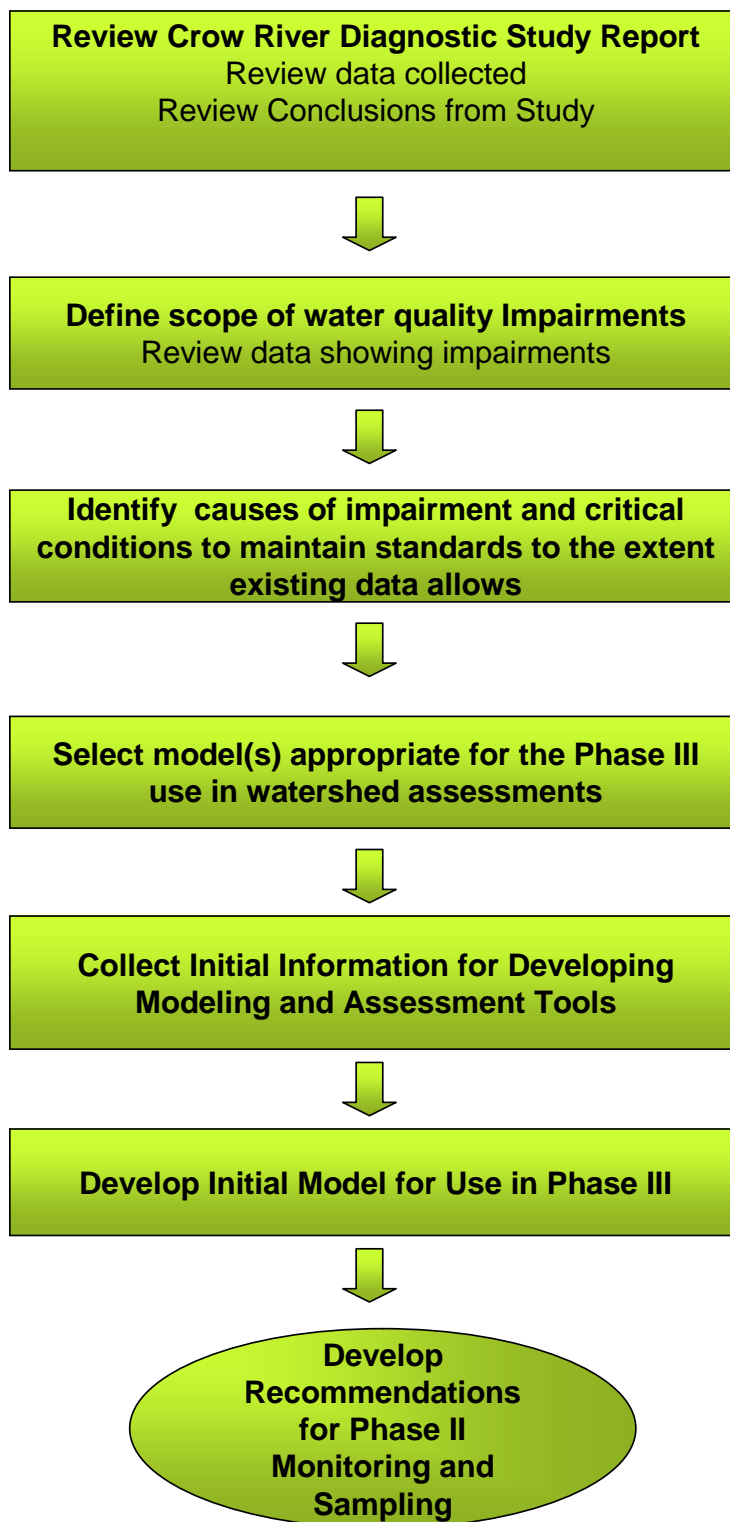 Review Crow River Diagnostic Study Report
Review data collected
Review Conclusions from Study
Define scope of water quality Impairments
Review data showing impairments
Identify  causes of impairment and critical
conditions to maintain standards to the extent
existing data allows
Select model(s) appropriate for the Phase III
use in watershed assessments
Collect Initial Information for Developing
Modeling and Assessment Tools
Develop Initial Model for Use in Phase III
Develop
Recommendations
for Phase II
Monitoring and
Sampling